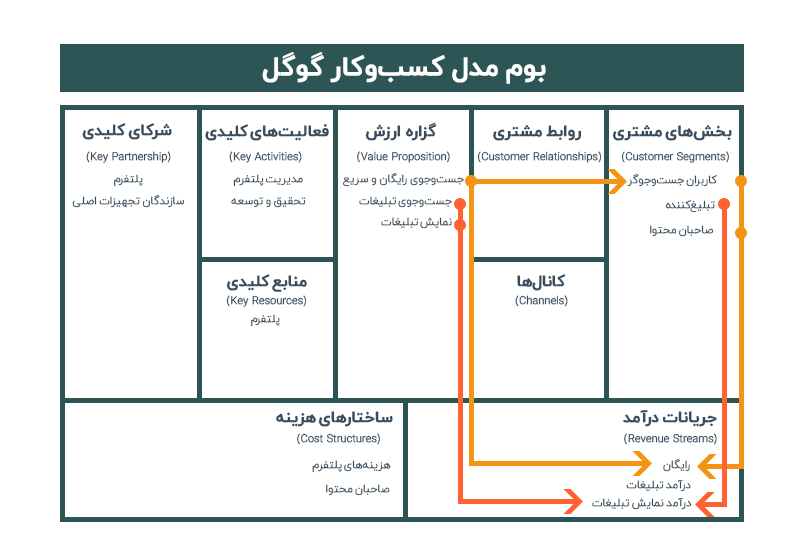 بوم مدل کسب‌وکار گوگل
بخش‌های مشتری
(Customer Segments)
کاربران جست‌وجوگر
تبلیغ‌کننده
صاحبان محتوا
روابط مشتری
(Customer Relationships)
کانال‌ها
(Channels)
گزاره ارزش
(Value Proposition)
جست‌وجوی رایگان و سریع
جست‌وجوی تبلیغات
نمایش تبلیغات
فعالیت‌های کلیدی
(Key Activities)
مدیریت پلتفرم
تحقیق و توسعه
منابع کلیدی
(Key Resources)
پلتفرم
شرکای کلیدی
(Key Partnership)
پلتفرم
سازندگان تجهیزات اصلی
جریانات درآمد
(Revenue Streams)
رایگان
درآمد تبلیغات
درآمد نمایش تبلیغات
ساختارهای هزینه
(Cost Structures)
هزینه‌های پلتفرم
صاحبان محتوا